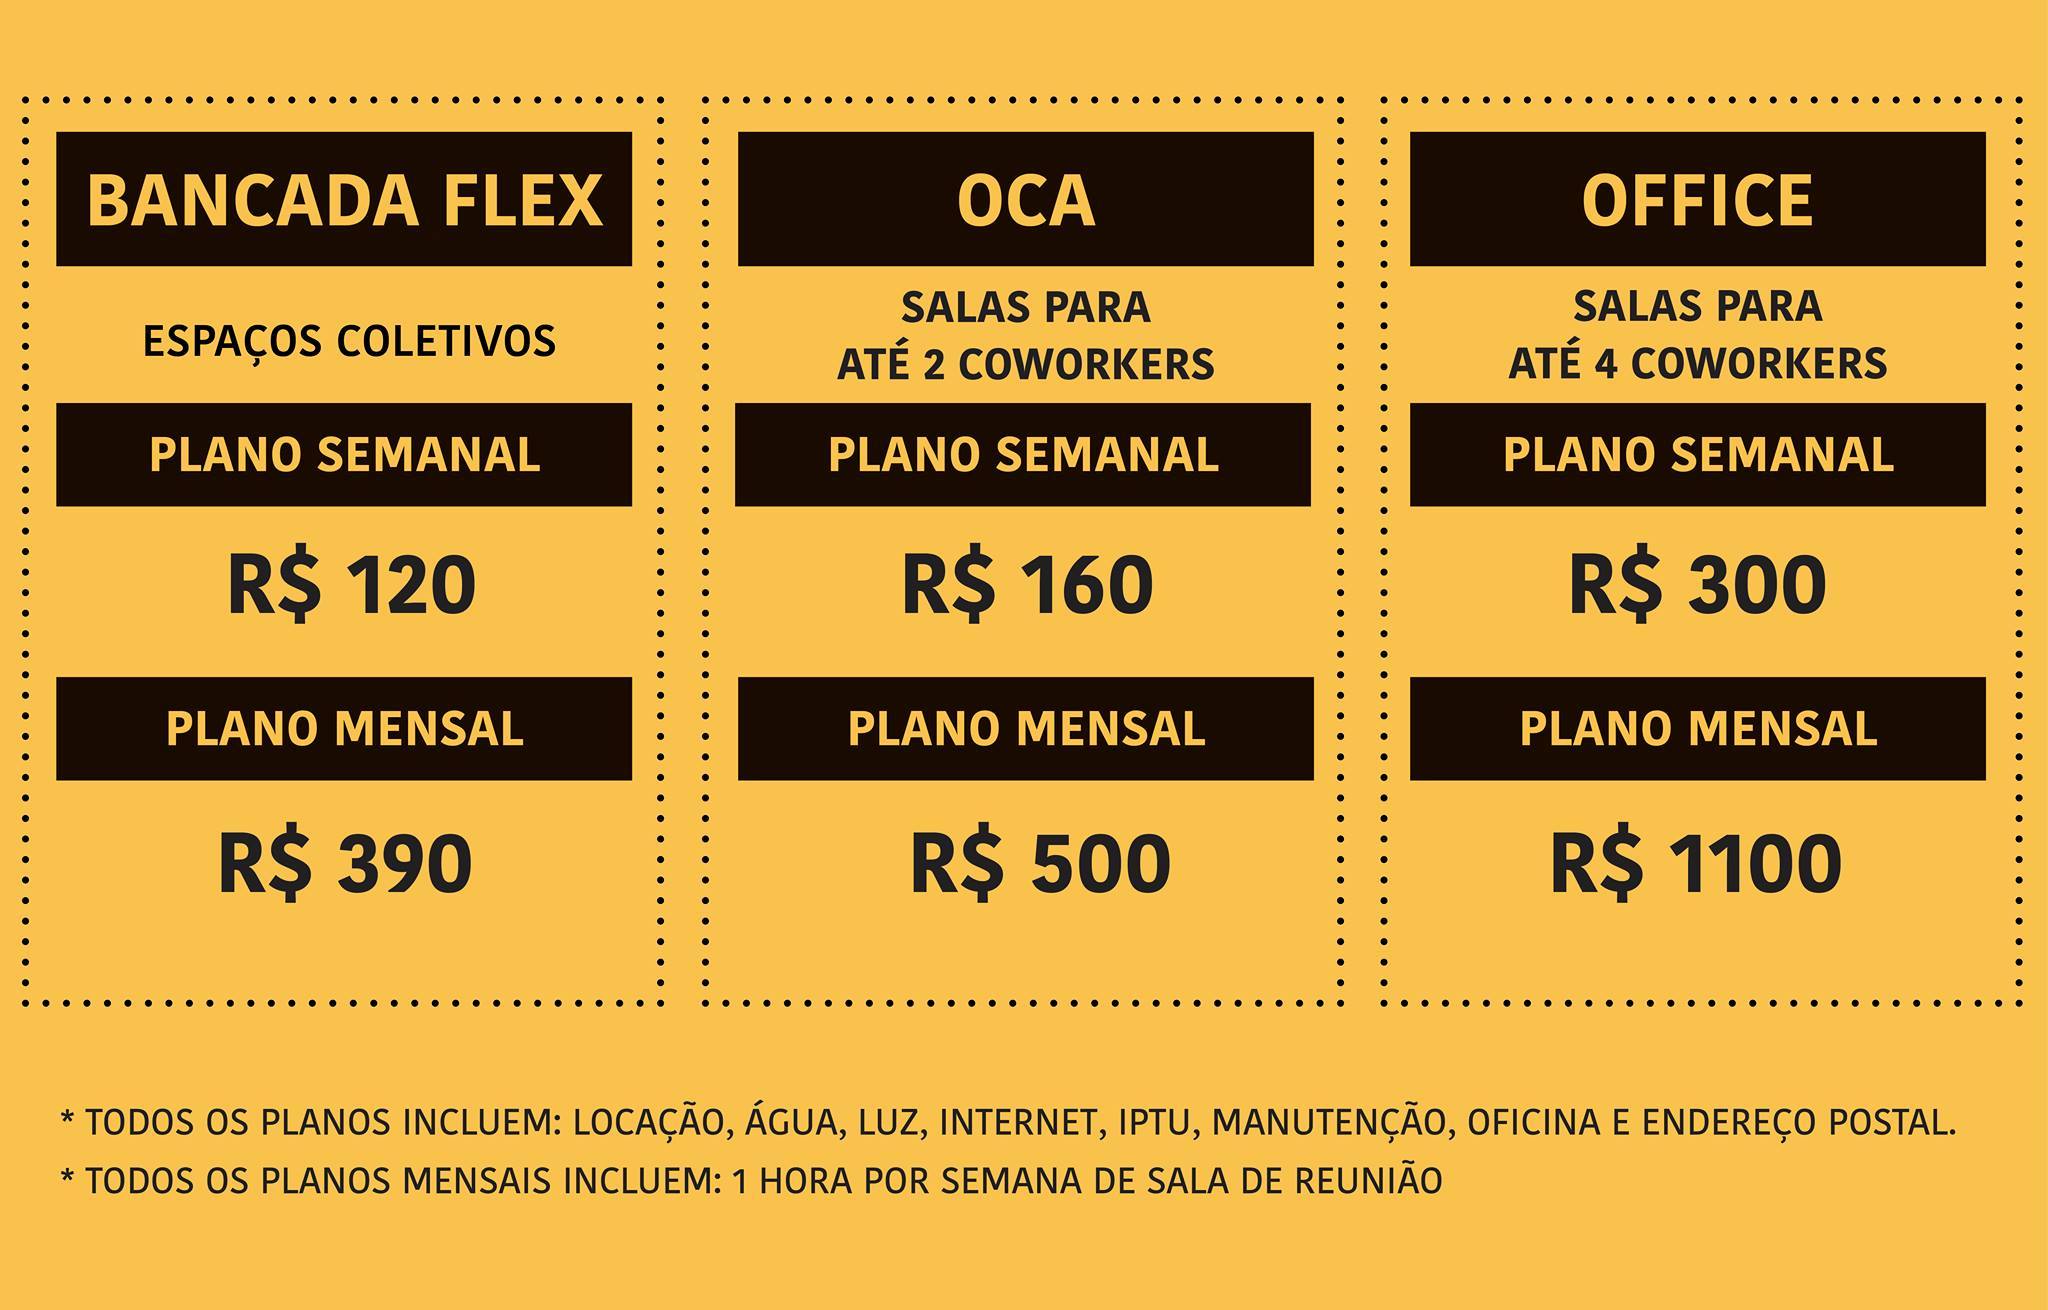 BANCADA FLEX
ESPAÇOS COLETIVOS
PLANO SEMANAL
R$ 120
PLANO MENSAL
R$ 390
OCA
SALAS PARA
ATÉ 2 COWORKERS
PLANO SEMANAL
R$ 160
PLANO MENSAL
R$ 500
OFFICE
SALAS PARA
ATÉ 4 COWORKERS
PLANO SEMANAL
R$ 300
PLANO MENSAL
R$ 1100
* TODOS OS PLANOS INCLUEM: LOCAÇÃO, ÁGUA, LUZ, INTERNET, IPTU, MANUTENÇÃO, OFICINA E ENDEREÇO POSTAL.
* TODOS OS PLANOS MENSAIS INCLUEM: 1 HORA POR SEMANA DE SALA DE REUNIÃO